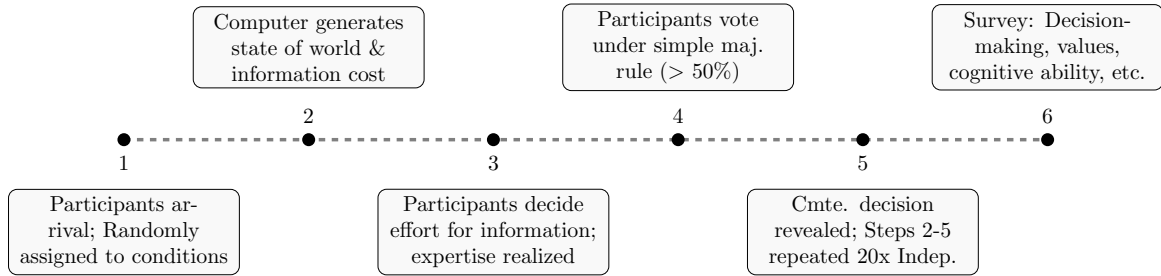 Computer generates
state of world &
information cost
Participants vote
under simple maj.
rule (> 50%)
Survey: Decision-
making, values,
cognitive ability, etc.
2
4
6
1
3
5
Participants ar-
rival; Randomly
assigned to conditions
Participants decide
effort for information;
expertise realized
Cmte. decision
revealed; Steps 2-5
repeated 20x Indep.